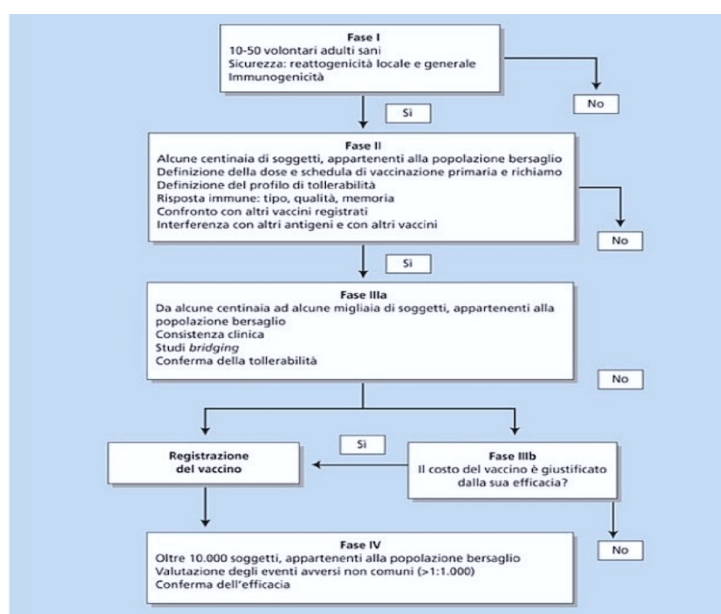 Fase I
10-50 volontari adulti sani
Sicurezza: reattogenicità locale e generale
Immunogenicità
No
Sì
Fase II
Alcune centinaia di soggetti, appartenenti alla popolazione bersaglio
Definizione della dose e schedula di vaccinazione primaria e richiamo
Definizione del profilo di tollerabilità
Risposta immune: tipo, qualità, memoria
Confronto con altri vaccini registrati
Interferenza con altri antigeni e con altri vaccini
No
Sì
Fase IIIa
Da alcune centinaia ad alcune migliaia di soggetti, appartenenti alla
popolazione bersaglio
Consistenza clinica
Studi bridging
Conferma della tollerabilità
No
Registrazione
del vaccino
Sì
Fase IIIb
Il costo del vaccino è giustificato
dalla sua efficacia?
No
Fase IV
Oltre 10.000 soggetti, appartenenti alla popolazione bersaglio
Valutazione degli eventi avversi non comuni (>1:1.000)
Conferma dell'efficacia